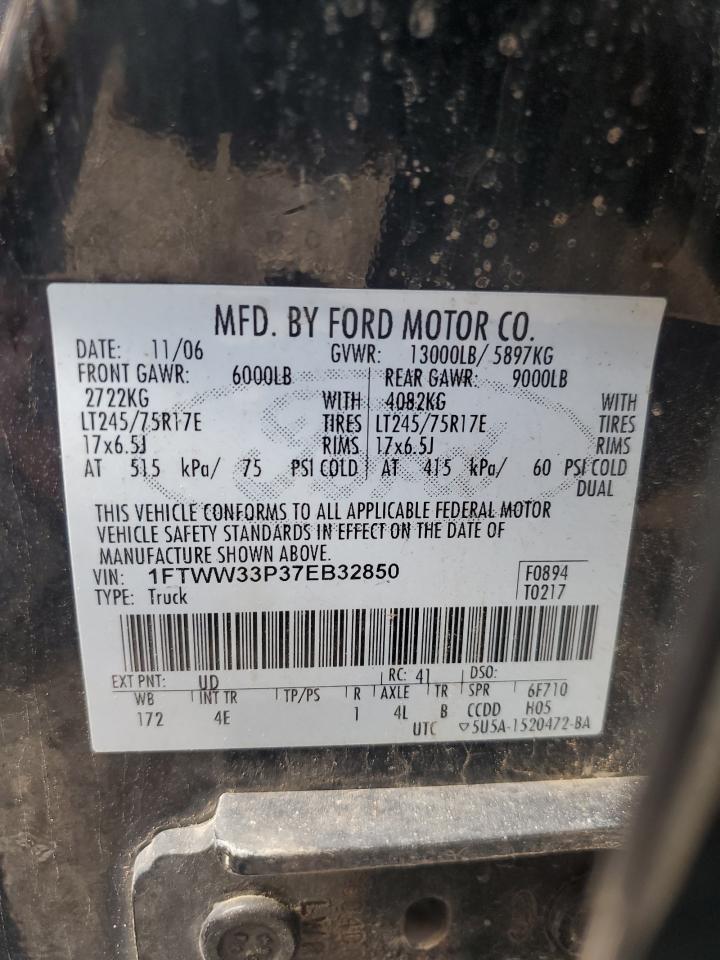 MFD. BY FORD MOTOR CO.
DATE: 11/06 GVWR: 13000LB/ 5897KG
FRONT GAWR: 6000LB REAR GAWR: 9000LB
2722KG WITH 4082KG WITH
LT245/75R17E TIRES LT245/75R17E TIRES
17x6.5J RIMS 17x6.5J RIMS
AT 515 kPa/ 75 PSI COLD AT 415 kPa/ 60 PSI COLD
DUAL
THIS VEHICLE CONFORMS TO ALL APPLICABLE FEDERAL MOTOR
VEHICLE SAFETY STANDARDS IN EFFECT ON THE DATE OF
MANUFACTURE SHOWN ABOVE.
VIN: 1FTWW33P37EB32850 F0894
TYPE: Truck T0217
EXT PNT: UD RC: 41 DSO:
WB INT TR TP/PS R AXLE TR SPR 6F710
172 4E 1 4L B CCDD H05
UTC ▽5U5A-1520472-BA